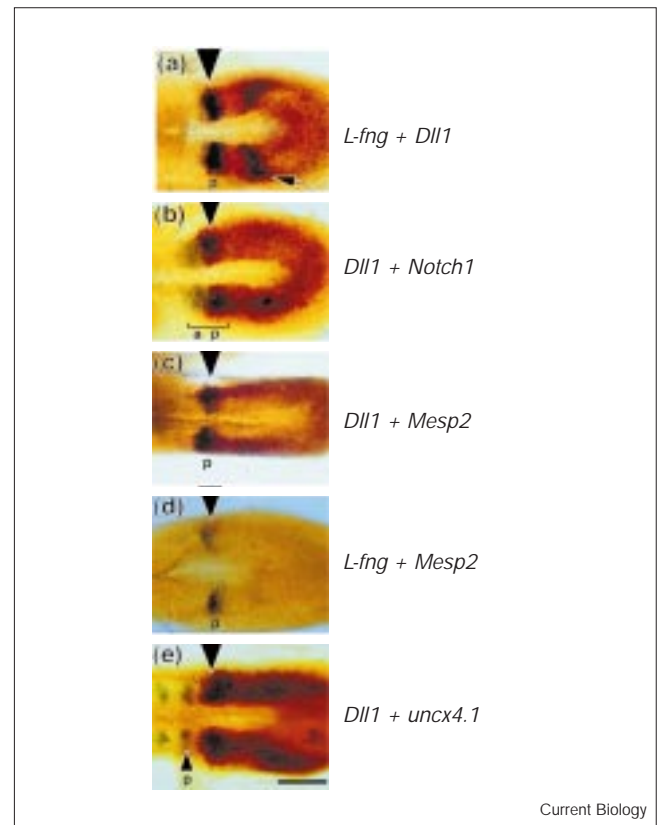 (a)
L-fng + Dll1
p
(b)
Dll1 + Notch1
a p
(c)
Dll1 + Mesp2
p
(d)
L-fng + Mesp2
p
(e)
Dll1 + uncx4.1
p
Current Biology